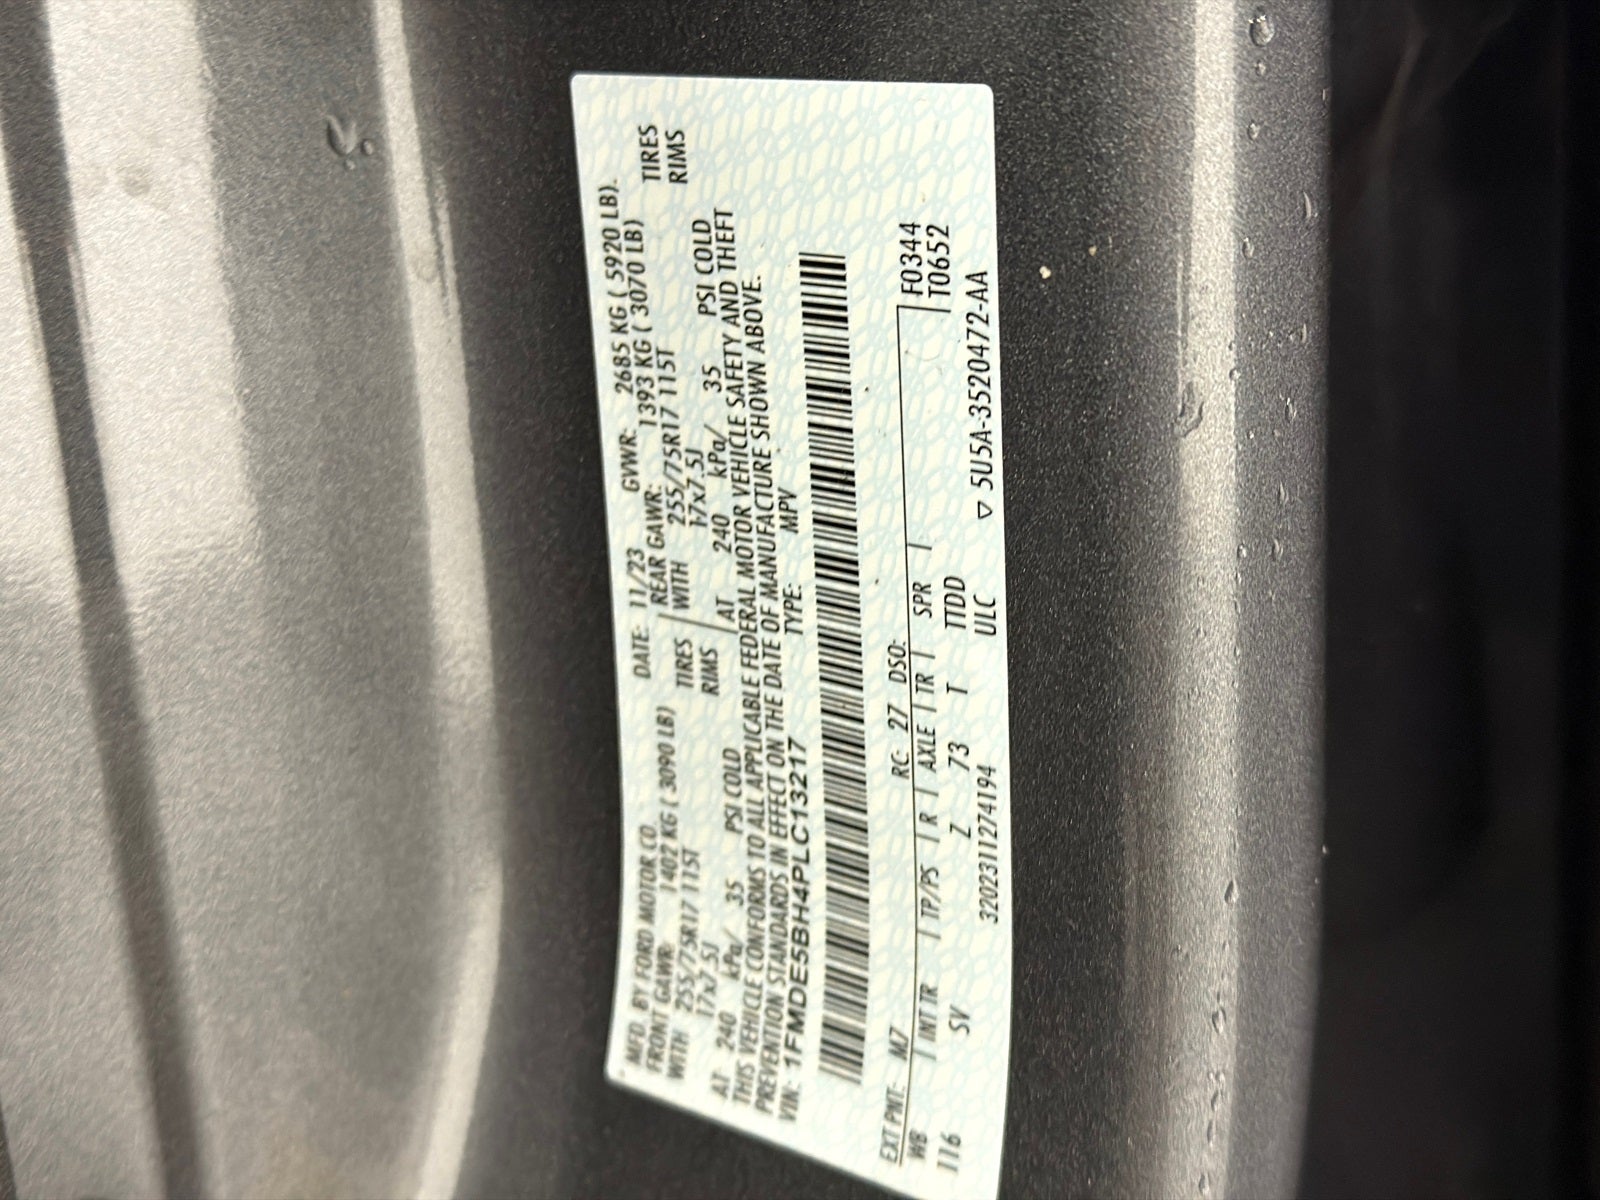 MFD. BY FORD MOTOR CO. DATE: 11/23 GVWR: 2685 KG ( 5920 LB).
FRONT GAWR: 1402 KG ( 3090 LB) REAR GAWR: 1393 KG ( 3070 LB)
WITH 255/75R17 115T TIRES WITH 255/75R17 115T TIRES
17x7.5J RIMS 17x7.5J RIMS
AT 240 kPa/ 35 PSI COLD AT 240 kPa/ 35 PSI COLD
THIS VEHICLE CONFORMS TO ALL APPLICABLE FEDERAL MOTOR VEHICLE SAFETY AND THEFT
PREVENTION STANDARDS IN EFFECT ON THE DATE OF MANUFACTURE SHOWN ABOVE.
VIN: 1FMDE5BH4PLC13217 TYPE: MPV
EXT PNT: M7 RC: 27 DSO: F0344
WB | INT TR | TP/PS | R | AXLE | TR | SPR | T0652
116 SV Z 73 T TTDD
3202311274194 ULC ▽ 5U5A-3520472-AA